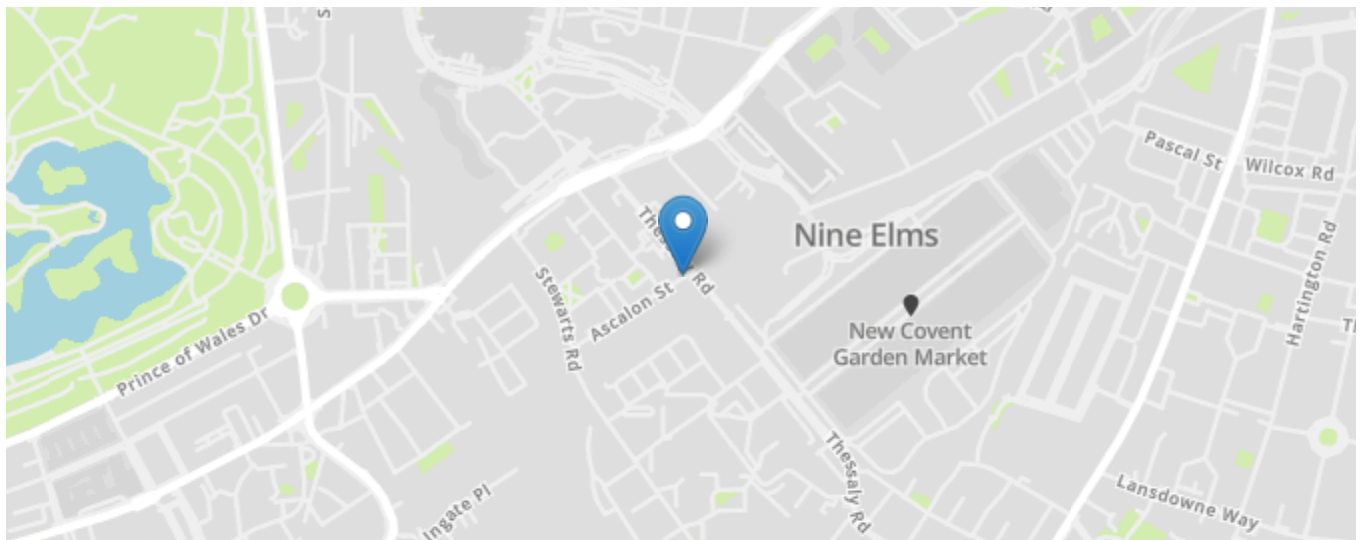 Pascal St
Wilcox Rd
Thessaly Rd
Nine Elms
Hartington Rd
Stewarts Rd
Ascalon St
New Covent
Garden Market
Prince of Wales Dr
Thessaly Rd
Lansdowne Way
Ingate Pl